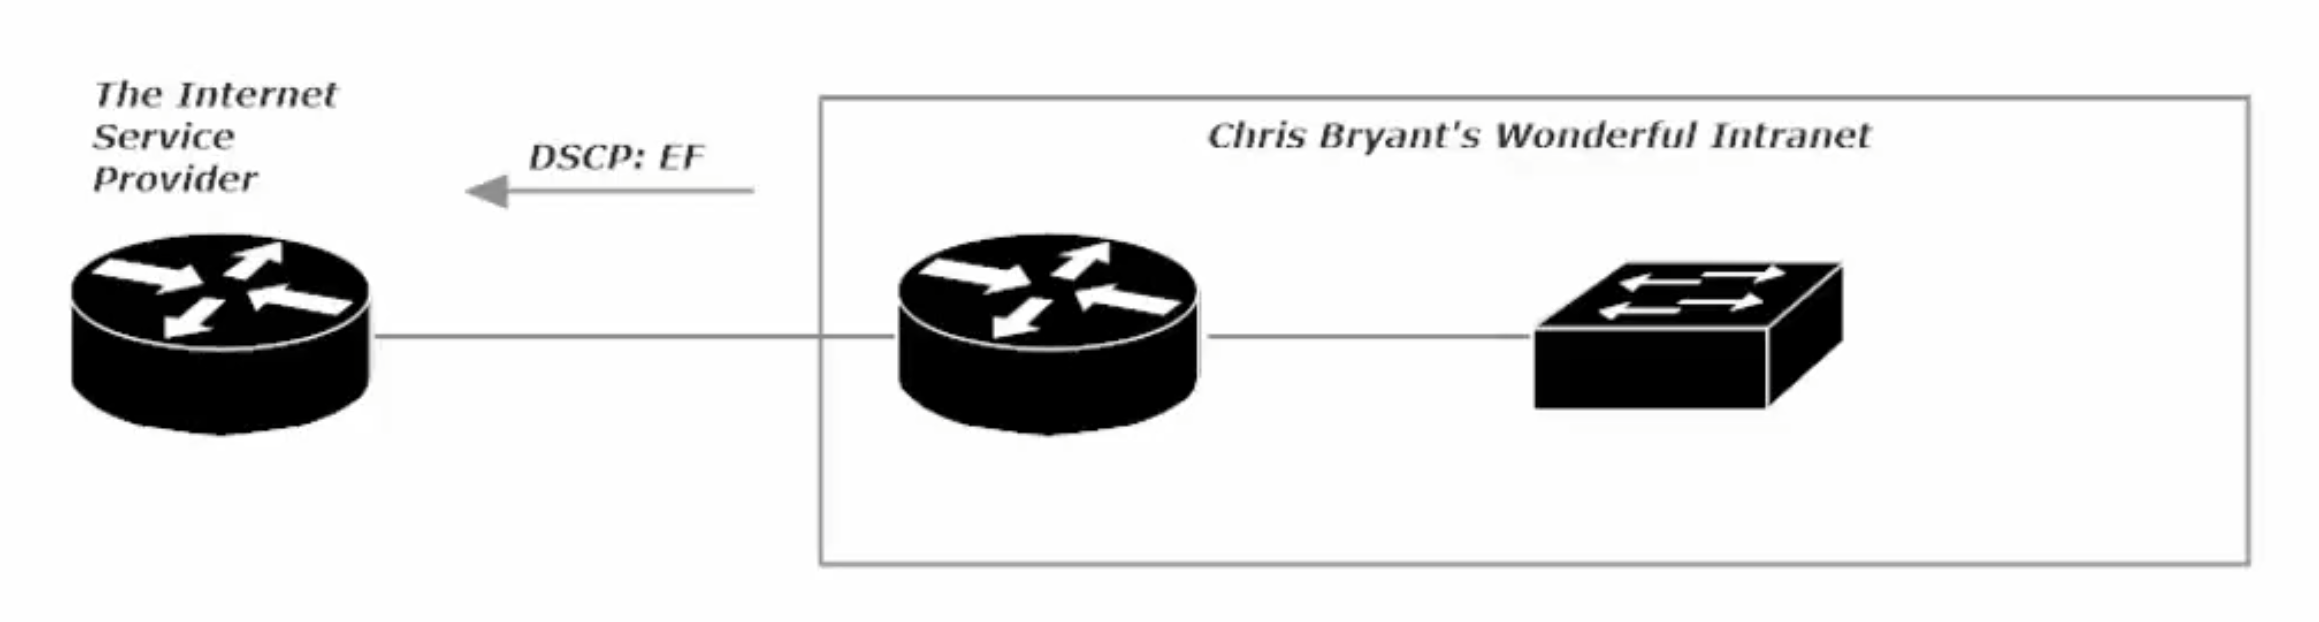 The Internet
Service
Provider
DSCP: EF
Chris Bryant's Wonderful Intranet